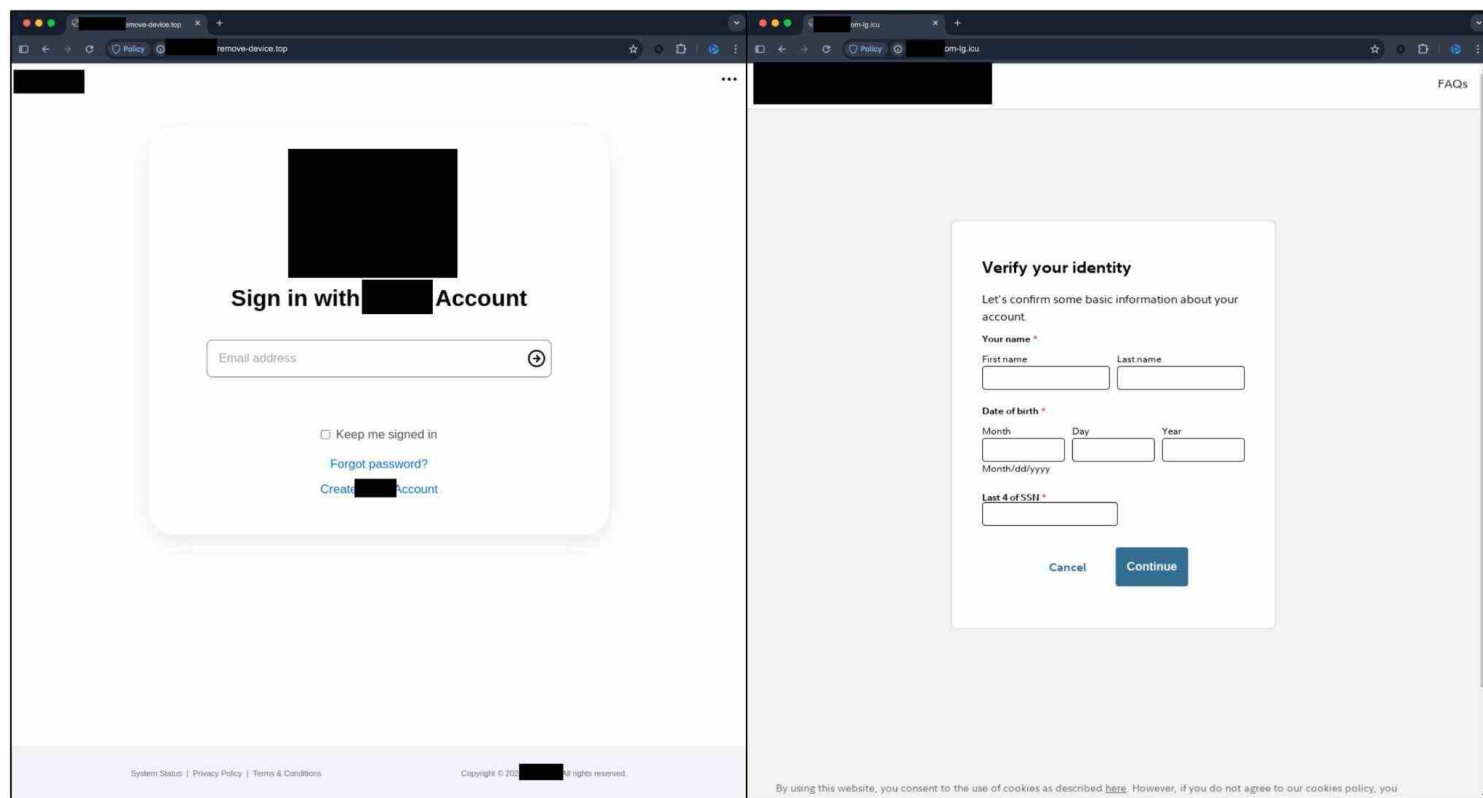 emove-device.top
Policy
remove-device.top
Sign in with Account
Email address
Keep me signed in
Forgot password?
Create Account
System Status | Privacy Policy | Terms & Conditions
Copyright © 202 All rights reserved.
om-lg.icu
Policy
om-lg.icu
FAQs
Verify your identity
Let's confirm some basic information about your
account.
Your name *
First name Last name
Date of birth *
Month Day Year
Month/dd/yyyy
Last 4 of SSN *
Cancel Continue
By using this website, you consent to the use of cookies as described here. However, if you do not agree to our cookies policy, you